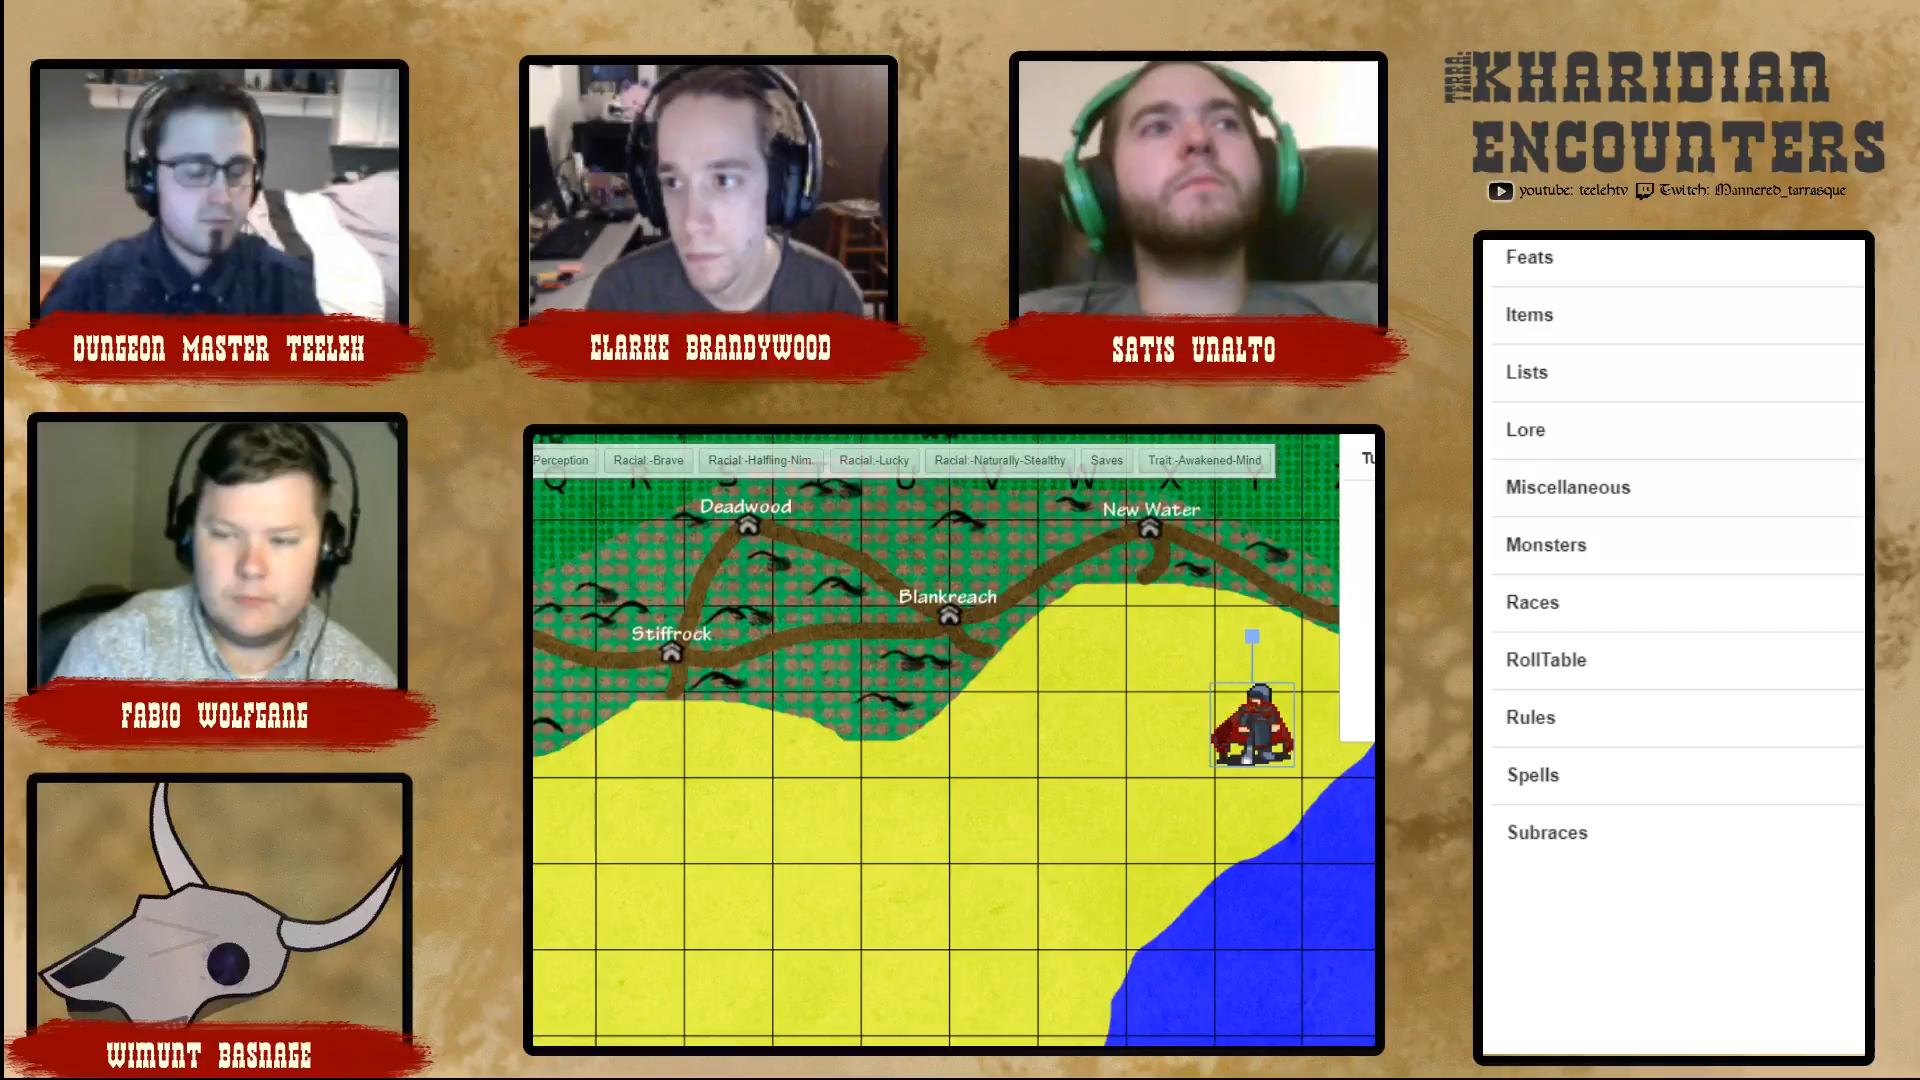 TERRA
TERRE:
KHARIDIAN
ENCOUNTERS
youtube: teelehtv Twitch: Mannered_tarrasque
DUNGEON MASTER TEELEH
CLARKE BRANDYWOOD
SATIS UNALTO
FABIO WOLFGANG
WIMUNT BASNAGE
Perception Racial:-Brave Racial:-Halfling-Nim. Racial:-Lucky Racial:-Naturally-Stealthy Saves Trait:-Awakened-Mind
Q R S U V W X Y
Deadwood
New Water
Blankreach
Stiffrock
Feats
Items
Lists
Lore
Miscellaneous
Monsters
Races
RollTable
Rules
Spells
Subraces